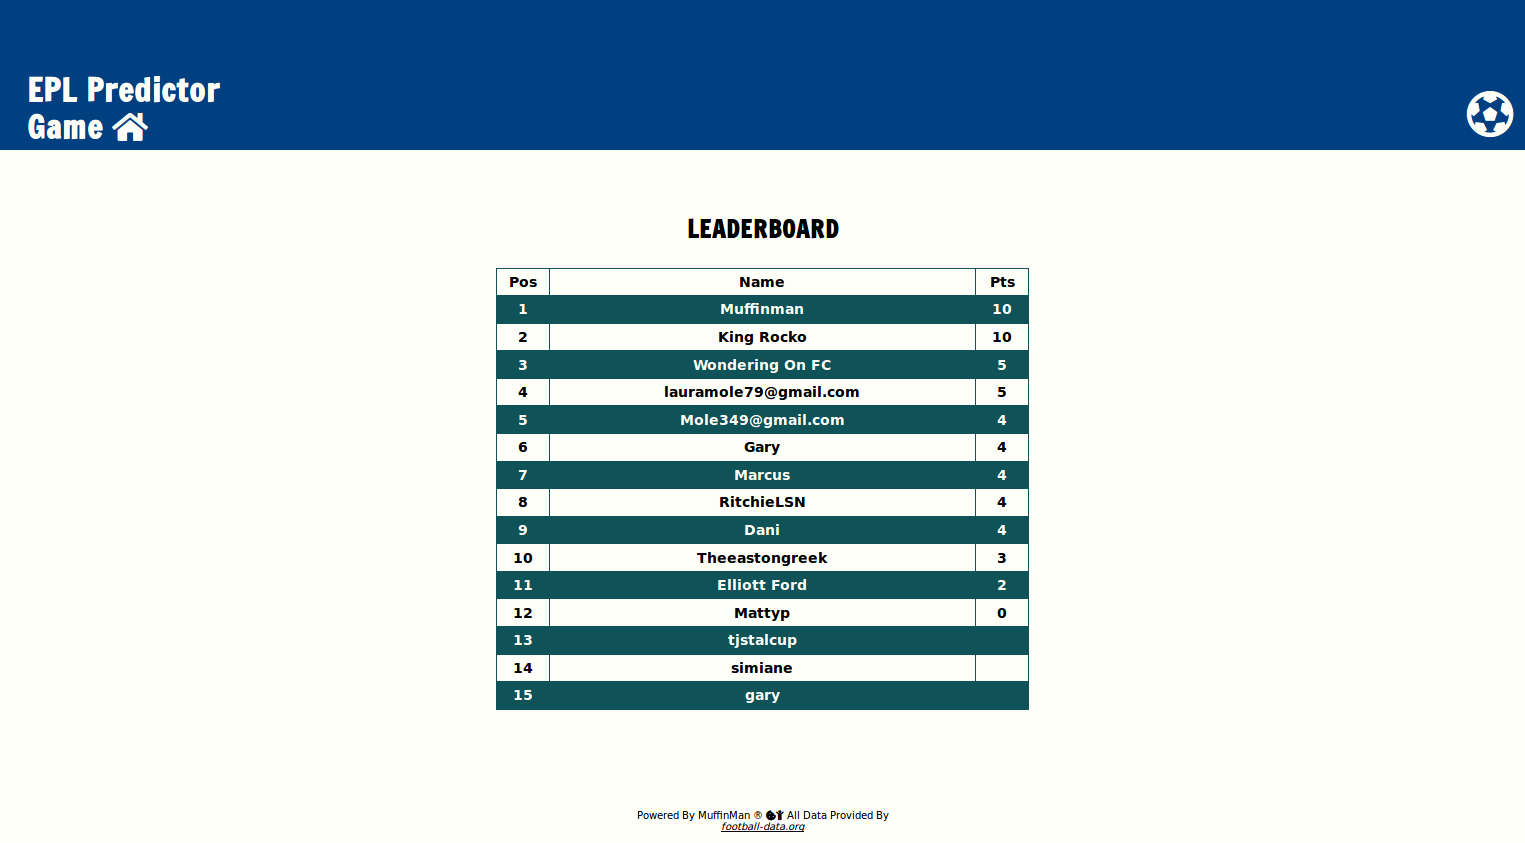 EPL Predictor
Game
LEADERBOARD
Pos Name Pts
1 Muffinman 10
2 King Rocko 10
3 Wondering On FC 5
4 lauramole79@gmail.com 5
5 Mole349@gmail.com 4
6 Gary 4
7 Marcus 4
8 RitchieLSN 4
9 Dani 4
10 Theeastongreek 3
11 Elliott Ford 2
12 Mattyp 0
13 tjstalcup
14 simiane
15 gary
Powered By MuffinMan ® All Data Provided By
football-data.org